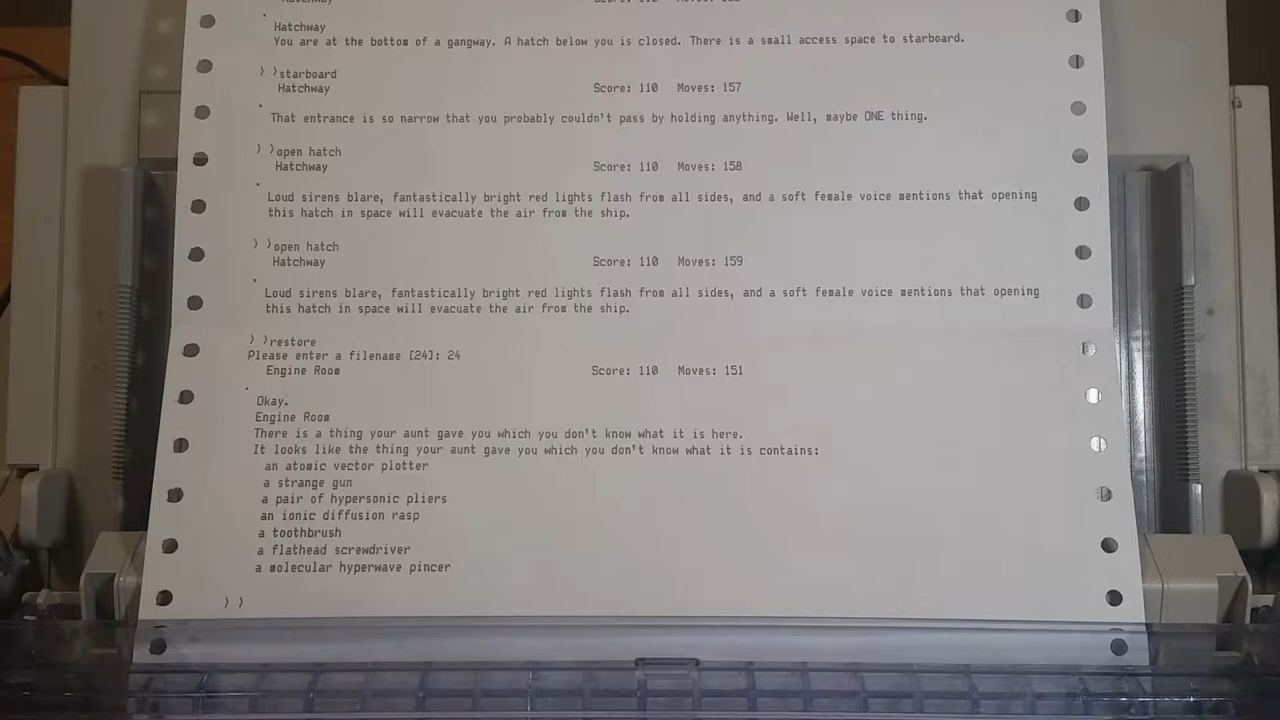 Hatchway
You are at the bottom of a gangway. A hatch below you is closed. There is a small access space to starboard.
> >starboard
Hatchway Score: 110 Moves: 157
That entrance is so narrow that you probably couldn't pass by holding anything. Well, maybe ONE thing.
> >open hatch
Hatchway Score: 110 Moves: 158
Loud sirens blare, fantastically bright red lights flash from all sides, and a soft female voice mentions that opening
this hatch in space will evacuate the air from the ship.
> >open hatch
Hatchway Score: 110 Moves: 159
Loud sirens blare, fantastically bright red lights flash from all sides, and a soft female voice mentions that opening
this hatch in space will evacuate the air from the ship.
> >restore
Please enter a filename [24]: 24
Engine Room Score: 110 Moves: 151
Okay.
Engine Room
There is a thing your aunt gave you which you don't know what it is here.
It looks like the thing your aunt gave you which you don't know what it is contains:
an atomic vector plotter
a strange gun
a pair of hypersonic pliers
an ionic diffusion rasp
a toothbrush
a flathead screwdriver
a molecular hyperwave pincer
> >